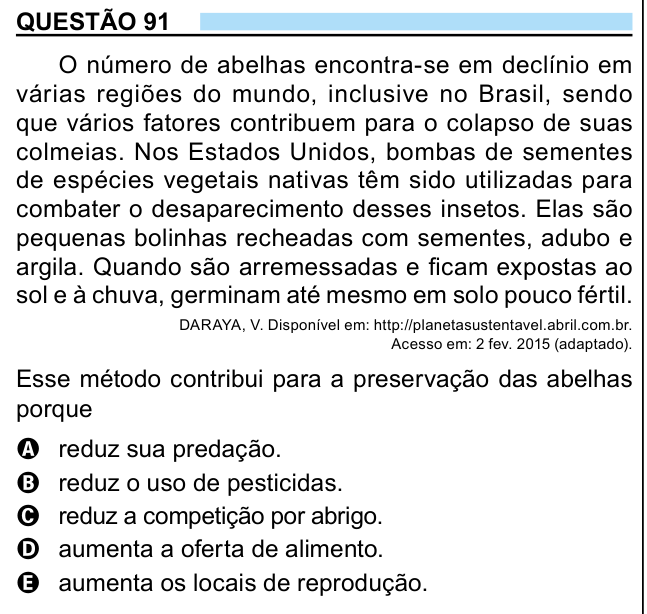 QUESTÃO 91
O número de abelhas encontra-se em declínio em
várias regiões do mundo, inclusive no Brasil, sendo
que vários fatores contribuem para o colapso de suas
colmeias. Nos Estados Unidos, bombas de sementes
de espécies vegetais nativas têm sido utilizadas para
combater o desaparecimento desses insetos. Elas são
pequenas bolinhas recheadas com sementes, adubo e
argila. Quando são arremessadas e ficam expostas ao
sol e à chuva, germinam até mesmo em solo pouco fértil.
DARAYA, V. Disponível em: http://planetasustentavel.abril.com.br.
Acesso em: 2 fev. 2015 (adaptado).
Esse método contribui para a preservação das abelhas
porque
A reduz sua predação.
B reduz o uso de pesticidas.
C reduz a competição por abrigo.
D aumenta a oferta de alimento.
E aumenta os locais de reprodução.